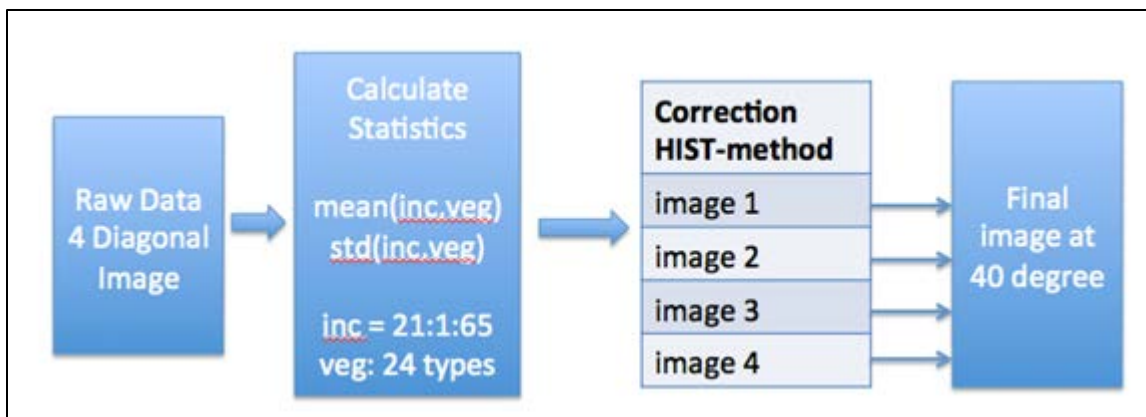 Raw Data
4 Diagonal
Image
Calculate
Statistics
mean(inc,veg)
std(inc,veg)
inc = 21:1:65
veg: 24 types
Correction
HIST-method
image 1
image 2
image 3
image 4
Final
image at
40 degree